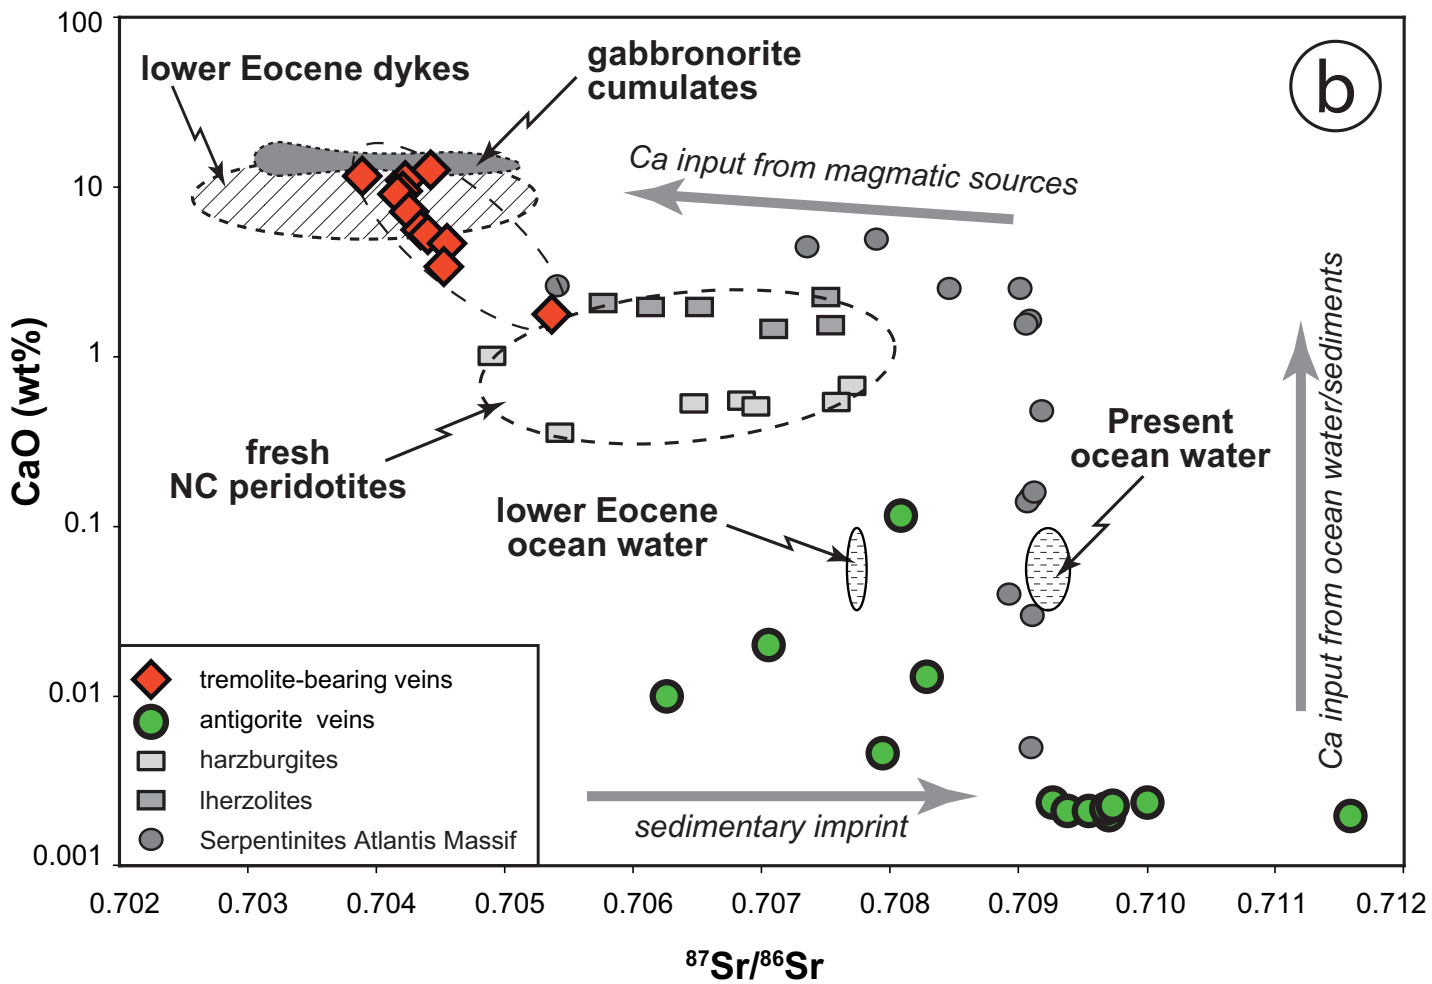 100
10
1
0.1
0.01
0.001
CaO (wt%)
lower Eocene dykes
gabbronorite
cumulates
b
Ca input from magmatic sources
fresh
NC peridotites
lower Eocene
ocean water
Present
ocean water
Ca input from ocean water/sediments
sedimentary imprint
tremolite-bearing veins
antigorite veins
harzburgites
lherzolites
Serpentinites Atlantis Massif
0.702 0.703 0.704 0.705 0.706 0.707 0.708 0.709 0.710 0.711 0.712
⁸⁷Sr/⁸⁶Sr